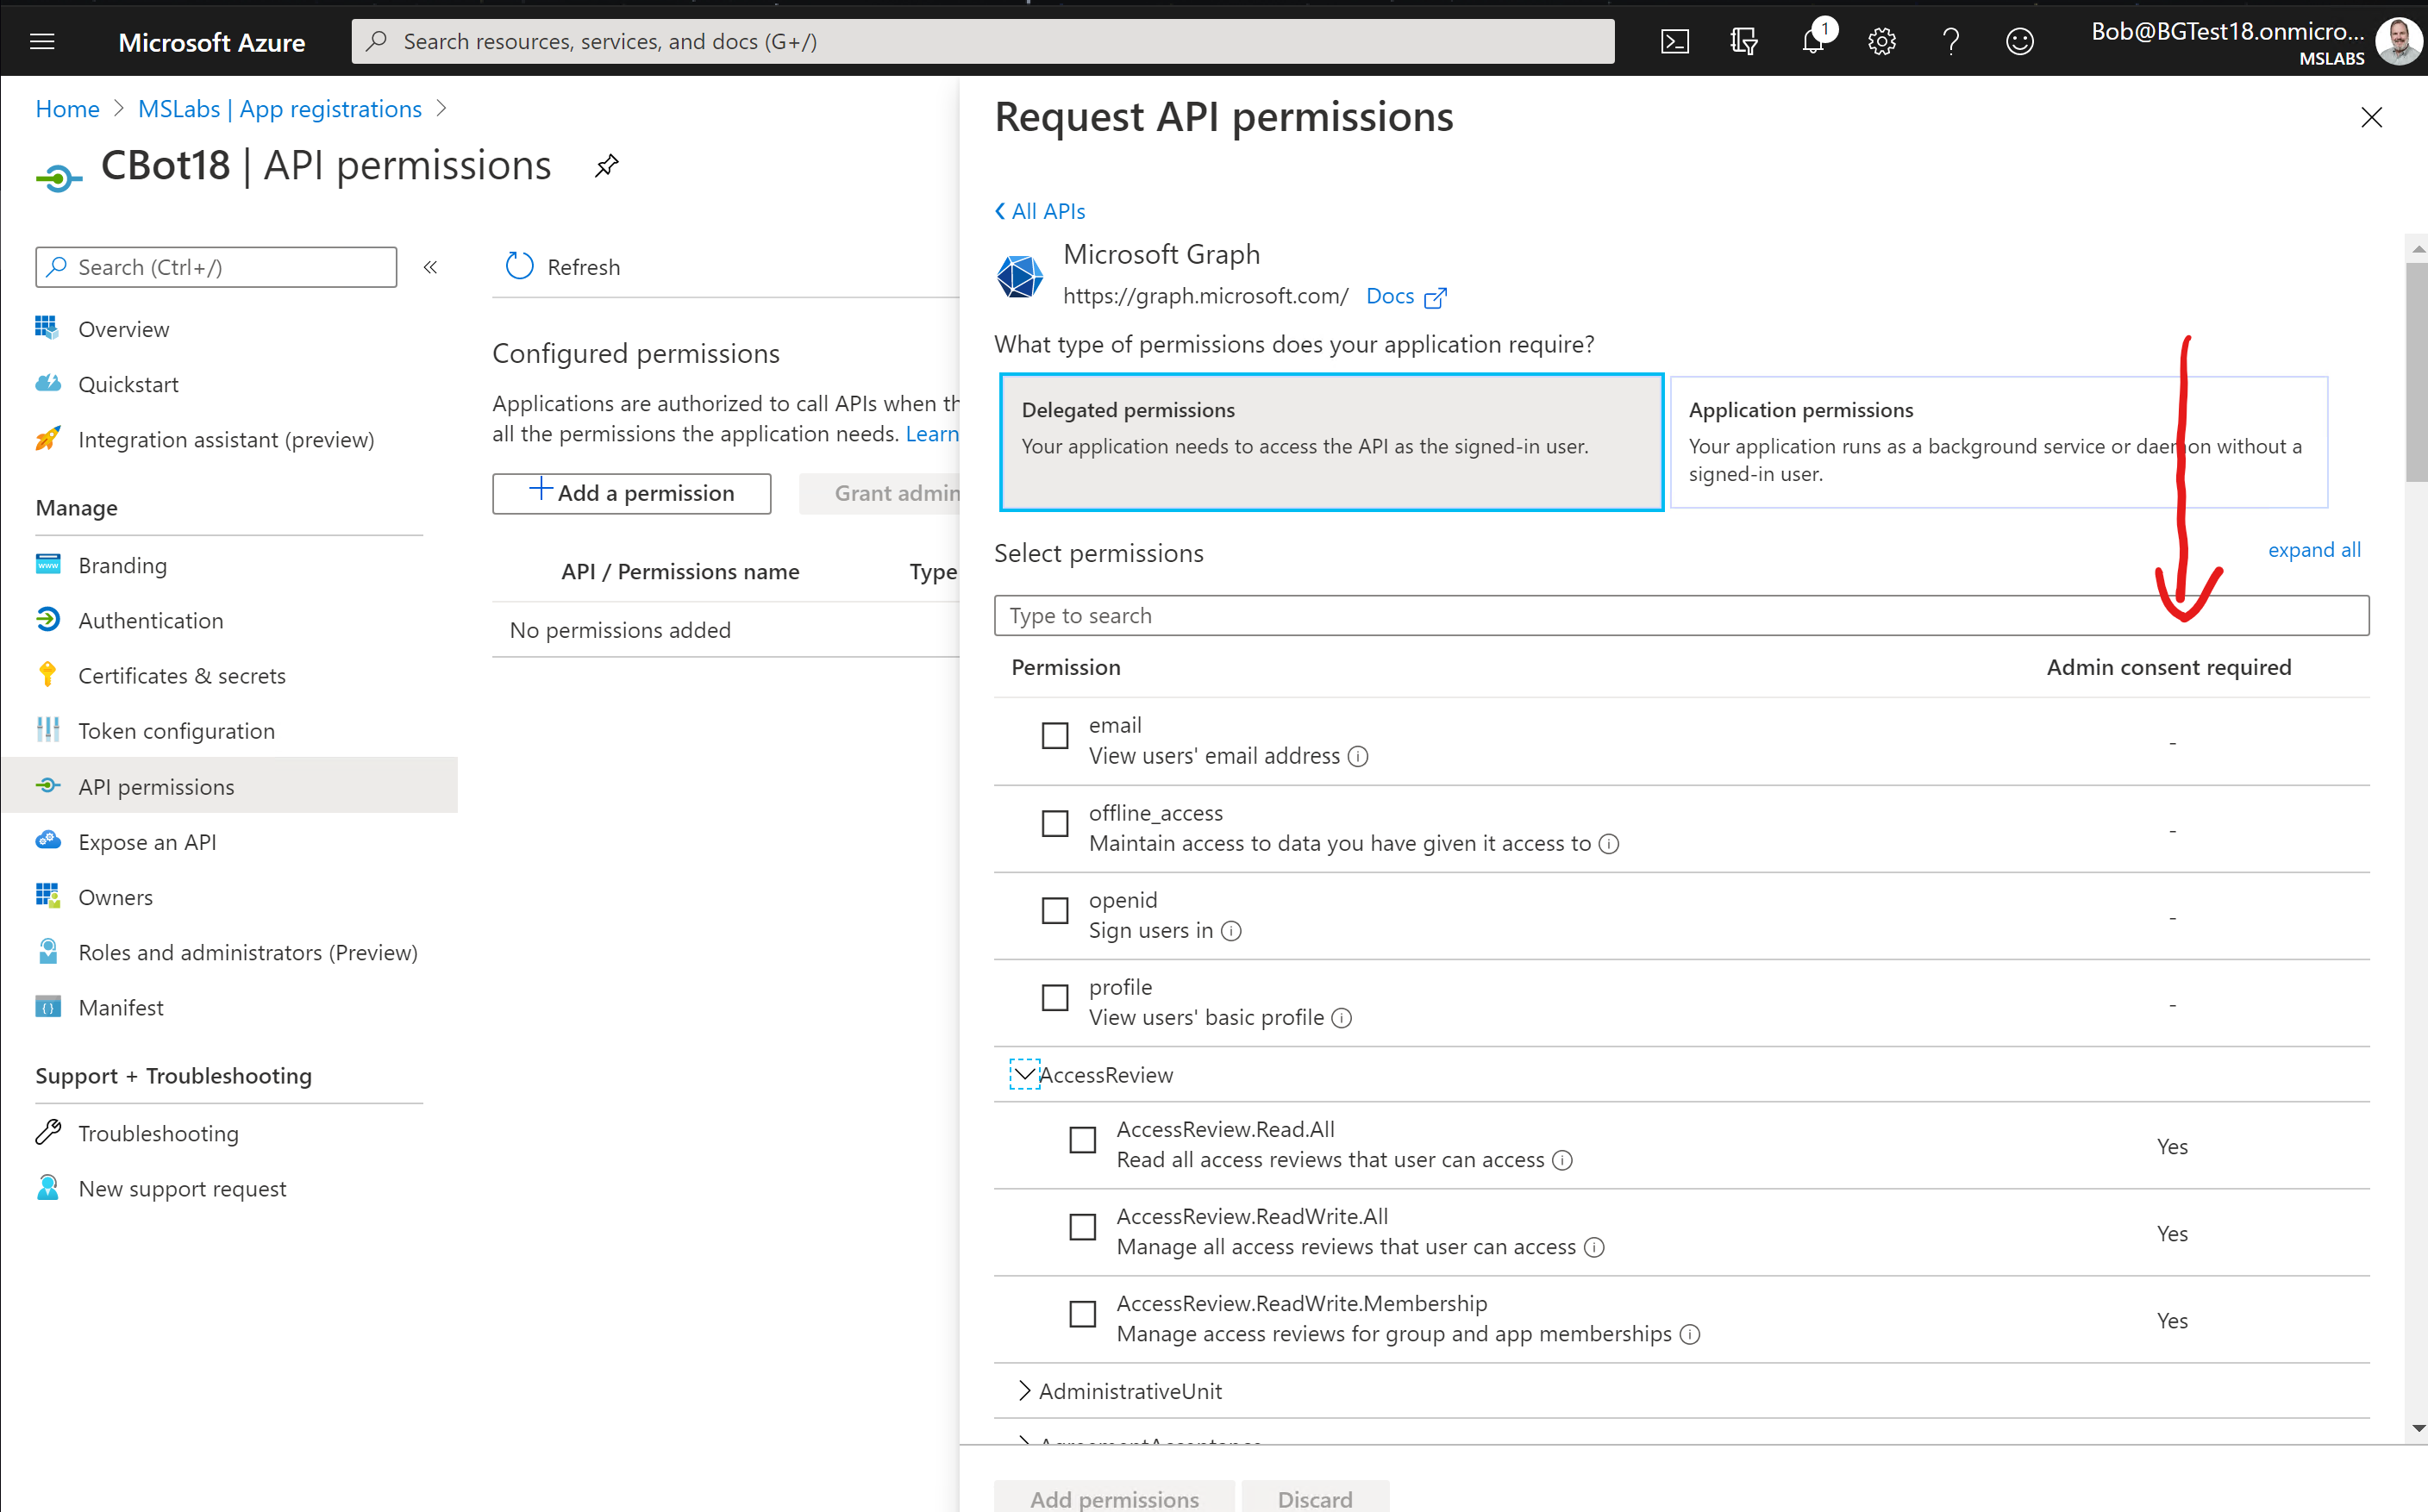 Microsoft Azure
Search resources, services, and docs (G+/)
1
Bob@BGTest18.onmicro...
MSLABS
Home > MSLabs | App registrations >
CBot18 | API permissions
Search (Ctrl+/)
«
Overview
Quickstart
Integration assistant (preview)
Manage
Branding
Authentication
Certificates & secrets
Token configuration
API permissions
Expose an API
Owners
Roles and administrators (Preview)
Manifest
Support + Troubleshooting
Troubleshooting
New support request
Refresh
Configured permissions
Applications are authorized to call APIs when th
all the permissions the application needs. Learn
Add a permission
Grant admin
API / Permissions name Type
No permissions added
Request API permissions
All APIs
Microsoft Graph
https://graph.microsoft.com/ Docs
What type of permissions does your application require?
Delegated permissions
Your application needs to access the API as the signed-in user.
Application permissions
Your application runs as a background service or daemon without a
signed-in user.
Select permissions
expand all
Type to search
Permission Admin consent required
email
View users' email address
-
offline_access
Maintain access to data you have given it access to
-
openid
Sign users in
-
profile
View users' basic profile
-
AccessReview
AccessReview.Read.All
Read all access reviews that user can access
Yes
AccessReview.ReadWrite.All
Manage all access reviews that user can access
Yes
AccessReview.ReadWrite.Membership
Manage access reviews for group and app memberships
Yes
AdministrativeUnit
Add permissions
Discard